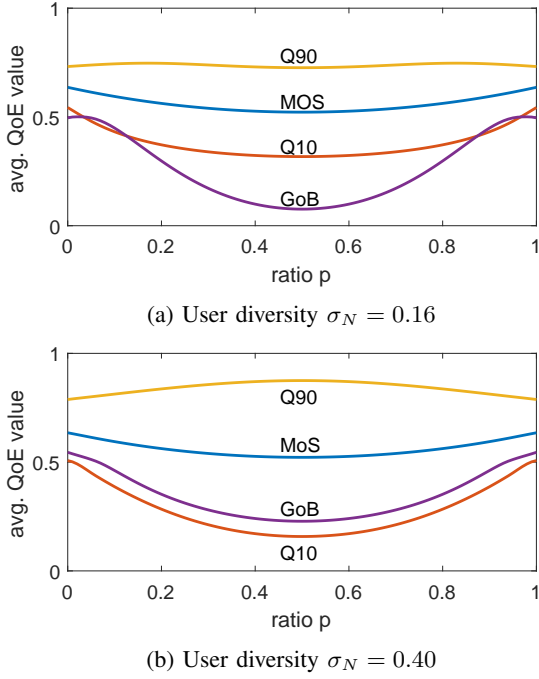 1
Q90
MOS
0.5
Q10
GoB
0
0 0.2 0.4 0.6 0.8 1
avg. QoE value
ratio p
(a) User diversity σ_N = 0.16
1
Q90
MoS
0.5
GoB
Q10
0
0 0.2 0.4 0.6 0.8 1
avg. QoE value
ratio p
(b) User diversity σ_N = 0.40